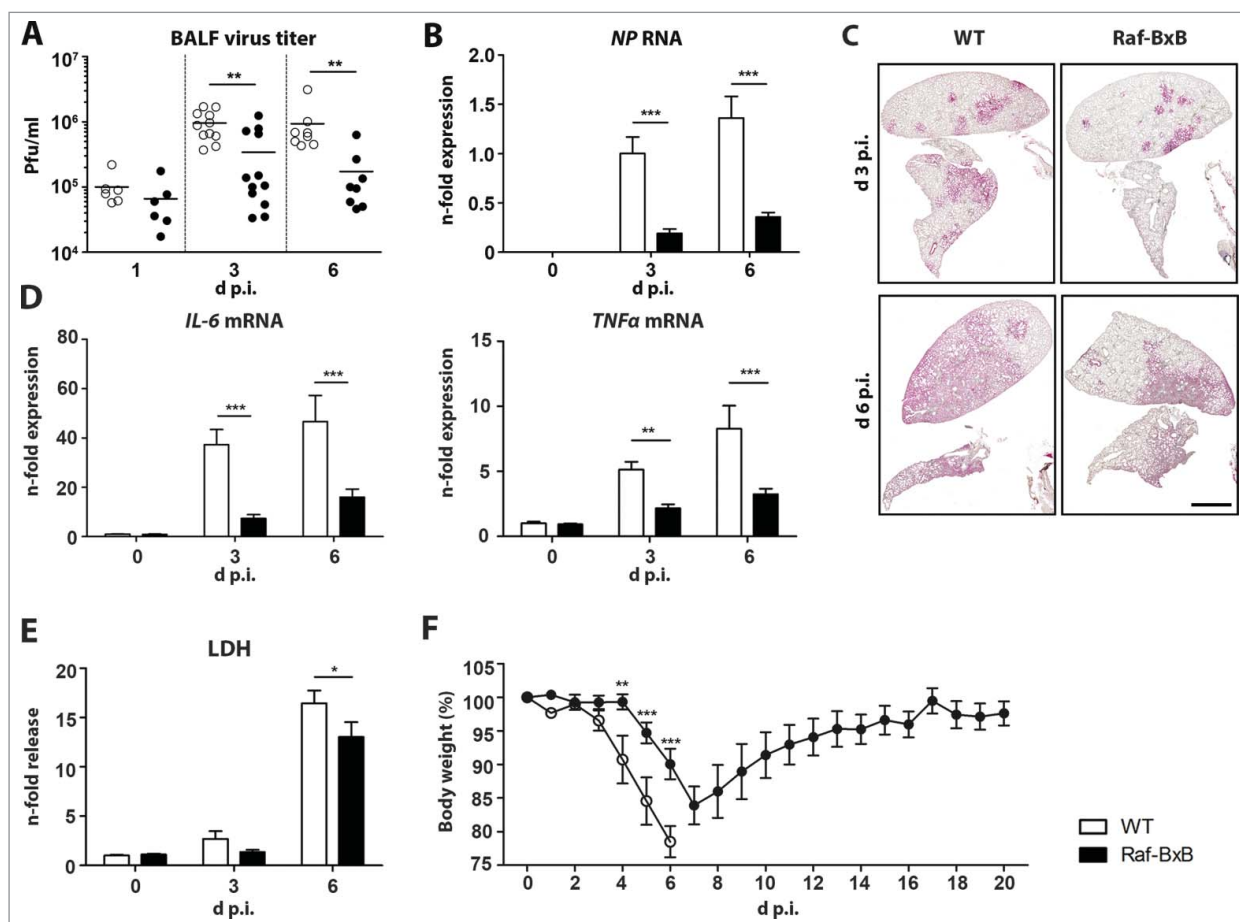 A
BALF virus titer
Pfu/ml
10⁷
10⁶
10⁵
10⁴
**
**
1 3 6
d p.i.
B
NP RNA
n-fold expression
2.0
1.5
1.0
0.5
0
***
***
0 3 6
d p.i.
C
WT Raf-BxB
d 3 p.i.
d 6 p.i.
D
IL-6 mRNA
n-fold expression
80
60
40
20
0
***
***
0 3 6
d p.i.
TNFα mRNA
n-fold expression
15
10
5
0
**
***
0 3 6
d p.i.
E
LDH
n-fold release
20
15
10
5
0
*
0 3 6
d p.i.
F
Body weight (%)
105
100
95
90
85
80
75
**
***
***
0 2 4 6 8 10 12 14 16 18 20
d p.i.
WT
Raf-BxB